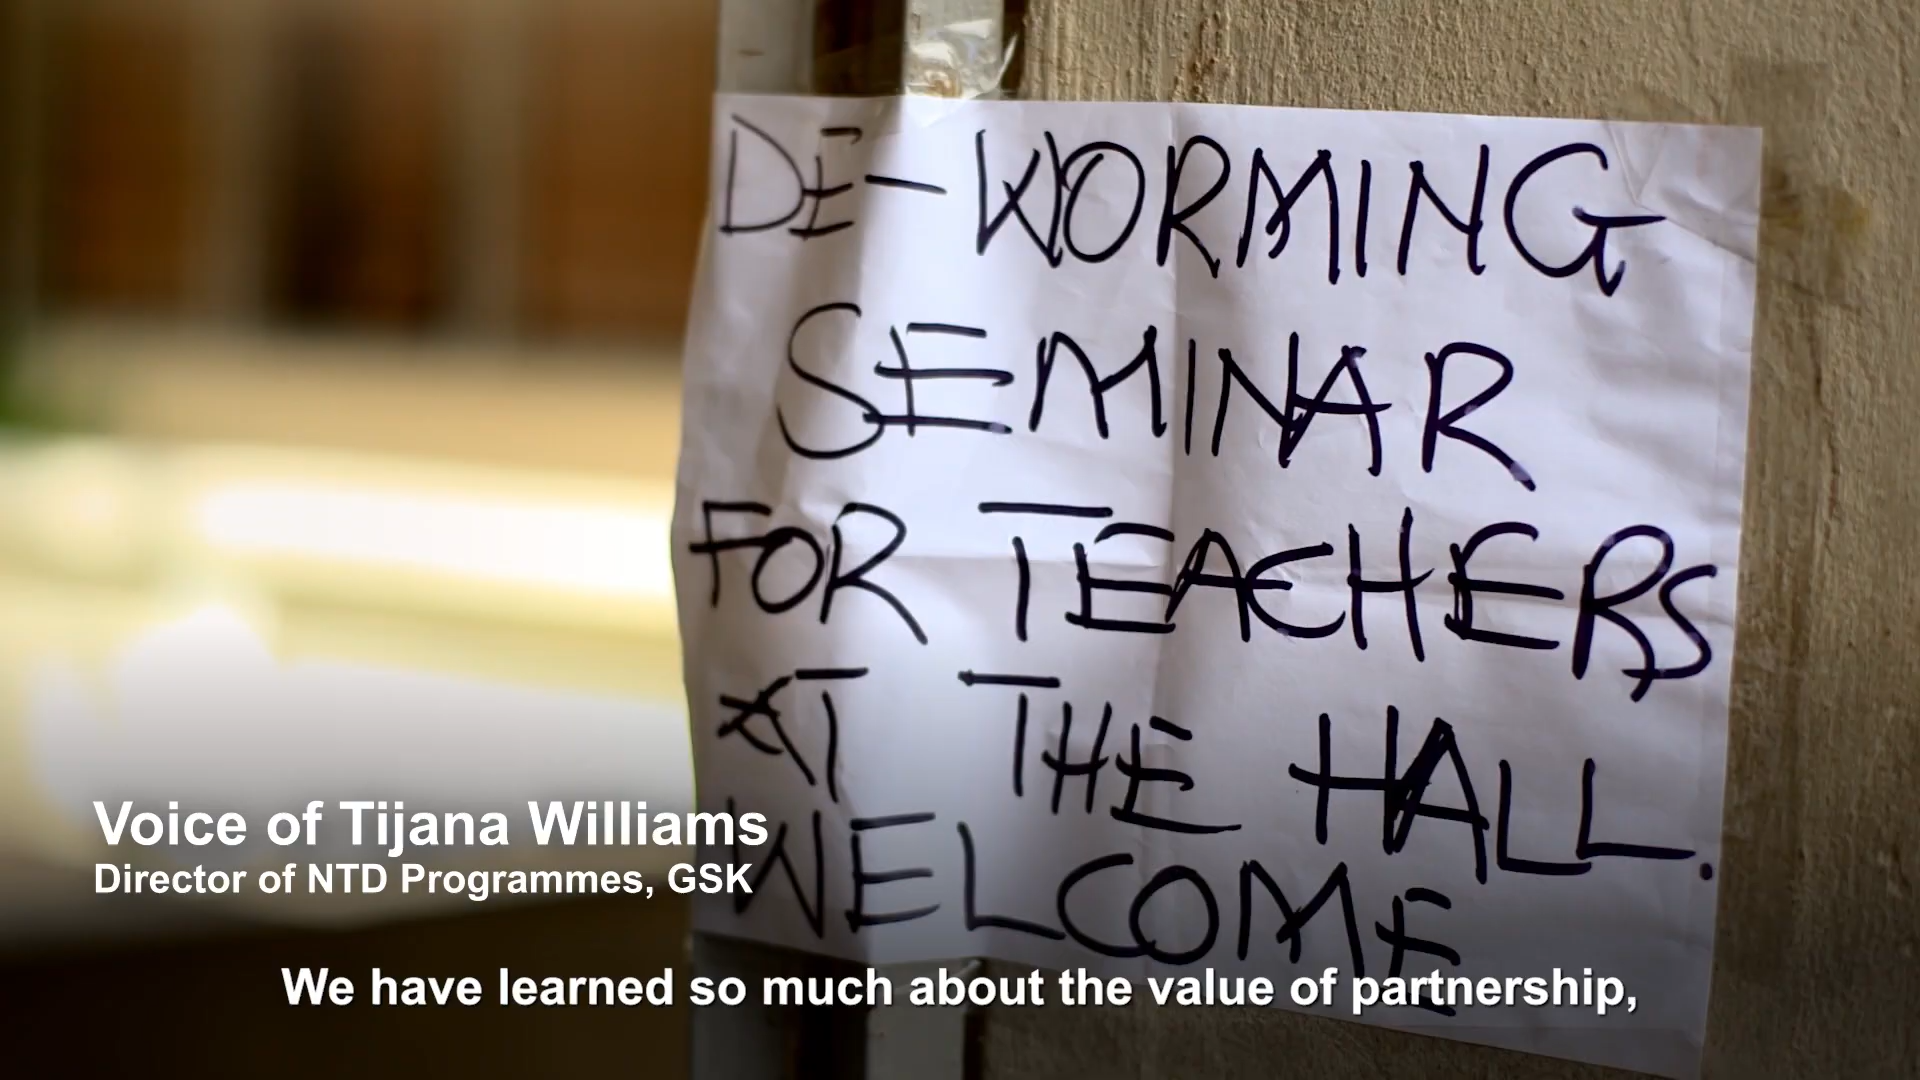 DE-WORMING
SEMINAR
FOR TEACHERS
AT THE HALL.
WELCOME
Voice of Tijana Williams
Director of NTD Programmes, GSK
We have learned so much about the value of partnership,